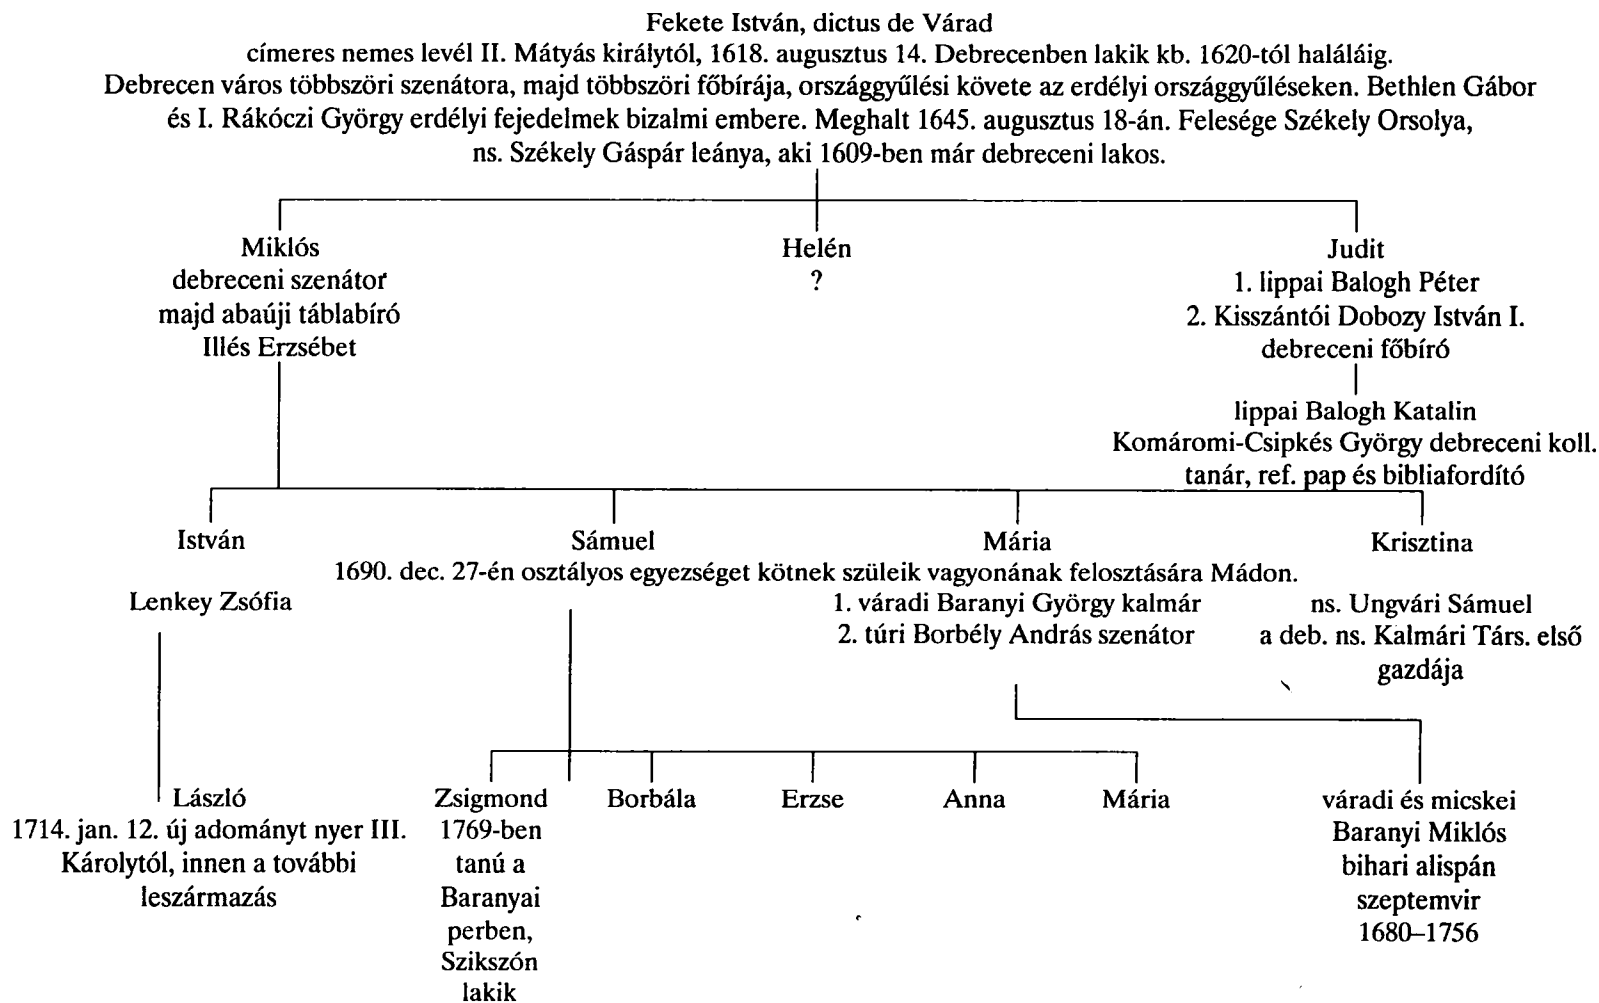 Fekete István, dictus de Várad
címeres nemes levél II. Mátyás királytól, 1618. augusztus 14. Debrecenben lakik kb. 1620-tól haláláig.
Debrecen város többszöri szenátora, majd többszöri főbírája, országgyűlési követe az erdélyi országgyűléseken. Bethlen Gábor
és I. Rákóczi György erdélyi fejedelmek bizalmi embere. Meghalt 1645. augusztus 18-án. Felesége Székely Orsolya,
ns. Székely Gáspár leánya, aki 1609-ben már debreceni lakos.
Miklós
debreceni szenátor
majd abaúji táblabíró
Illés Erzsébet
Helén
?
Judit
1. lippai Balogh Péter
2. Kisszántói Dobozy István I.
debreceni főbíró
lippai Balogh Katalin
Komáromi-Csipkés György debreceni koll.
tanár, ref. pap és bibliafordító
István
Sámuel
Mária
Krisztina
1690. dec. 27-én osztályos egyezséget kötnek szüleik vagyonának felosztására Mádon.
Lenkey Zsófia
1. váradi Baranyi György kalmár
2. túri Borbély András szenátor
ns. Ungvári Sámuel
a deb. ns. Kalmári Társ. első
gazdája
László
1714. jan. 12. új adományt nyer III.
Károlytól, innen a további
leszármazás
Zsigmond
1769-ben
tanú a
Baranyai
perben,
Szikszón
lakik
Borbála
Erzse
Anna
Mária
váradi és micskei
Baranyi Miklós
bihari alispán
szeptemvir
1680–1756